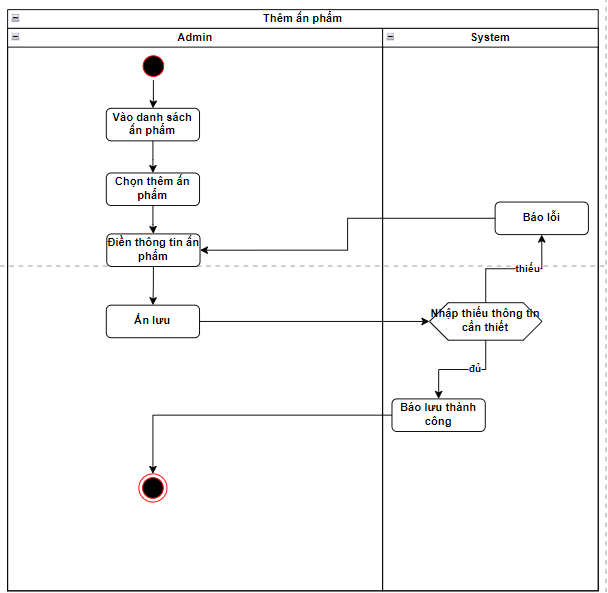 Thêm ấn phẩm
Admin
System
Vào danh sách
ấn phẩm
Chọn thêm ấn
phẩm
Điền thông tin ấn
phẩm
Báo lỗi
thiếu
Ấn lưu
Nhập thiếu thông tin
cần thiết
đủ
Báo lưu thành
công